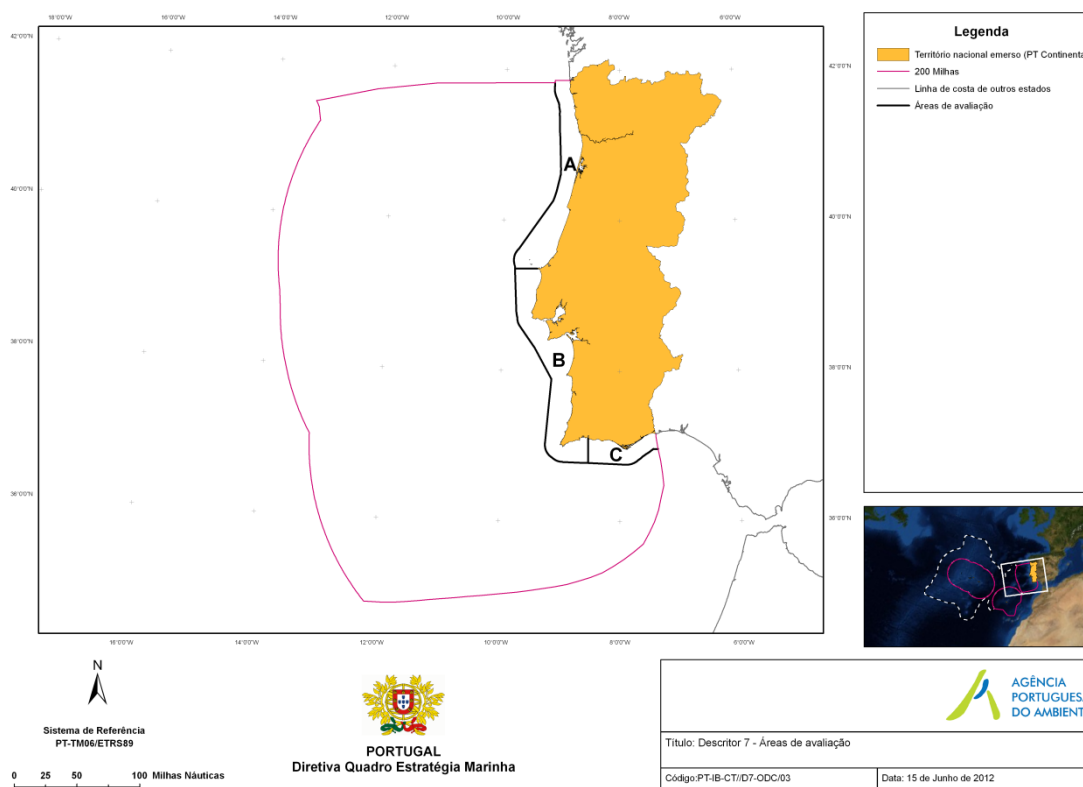 18°0'0"W 16°0'0"W 14°0'0"W 12°0'0"W 10°0'0"W 8°0'0"W 6°0'0"W
42°0'0"N
42°0'0"N
40°0'0"N
40°0'0"N
38°0'0"N
38°0'0"N
36°0'0"N
36°0'0"N
A
B
C
16°0'0"W 14°0'0"W 12°0'0"W 10°0'0"W 8°0'0"W 6°0'0"W
Legenda
Território nacional emerso (PT Continenta
200 Milhas
Linha de costa de outros estados
Áreas de avaliação
N
Sistema de Referência
PT-TM06/ETRS89
0 25 50 100 Milhas Náuticas
PORTUGAL
Diretiva Quadro Estratégia Marinha
AGÊNCIA
PORTUGUES
DO AMBIENT
Título: Descritor 7 - Áreas de avaliação
Código:PT-IB-CT//D7-ODC/03
Data: 15 de Junho de 2012